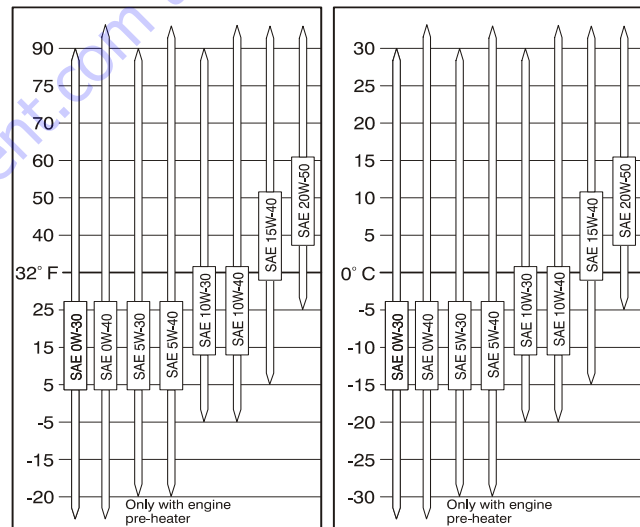 90
75
70
60
50
40
32° F
25
15
5
-5
-15
-20
SAE 0W-30
SAE 0W-40
SAE 5W-30
SAE 5W-40
SAE 10W-30
SAE 10W-40
SAE 15W-40
SAE 20W-50
Only with engine
pre-heater
30
25
20
15
10
5
0° C
-5
-10
-15
-20
-25
-30
SAE 0W-30
SAE 0W-40
SAE 5W-30
SAE 5W-40
SAE 10W-30
SAE 10W-40
SAE 15W-40
SAE 20W-50
Only with engine
pre-heater
ent.com